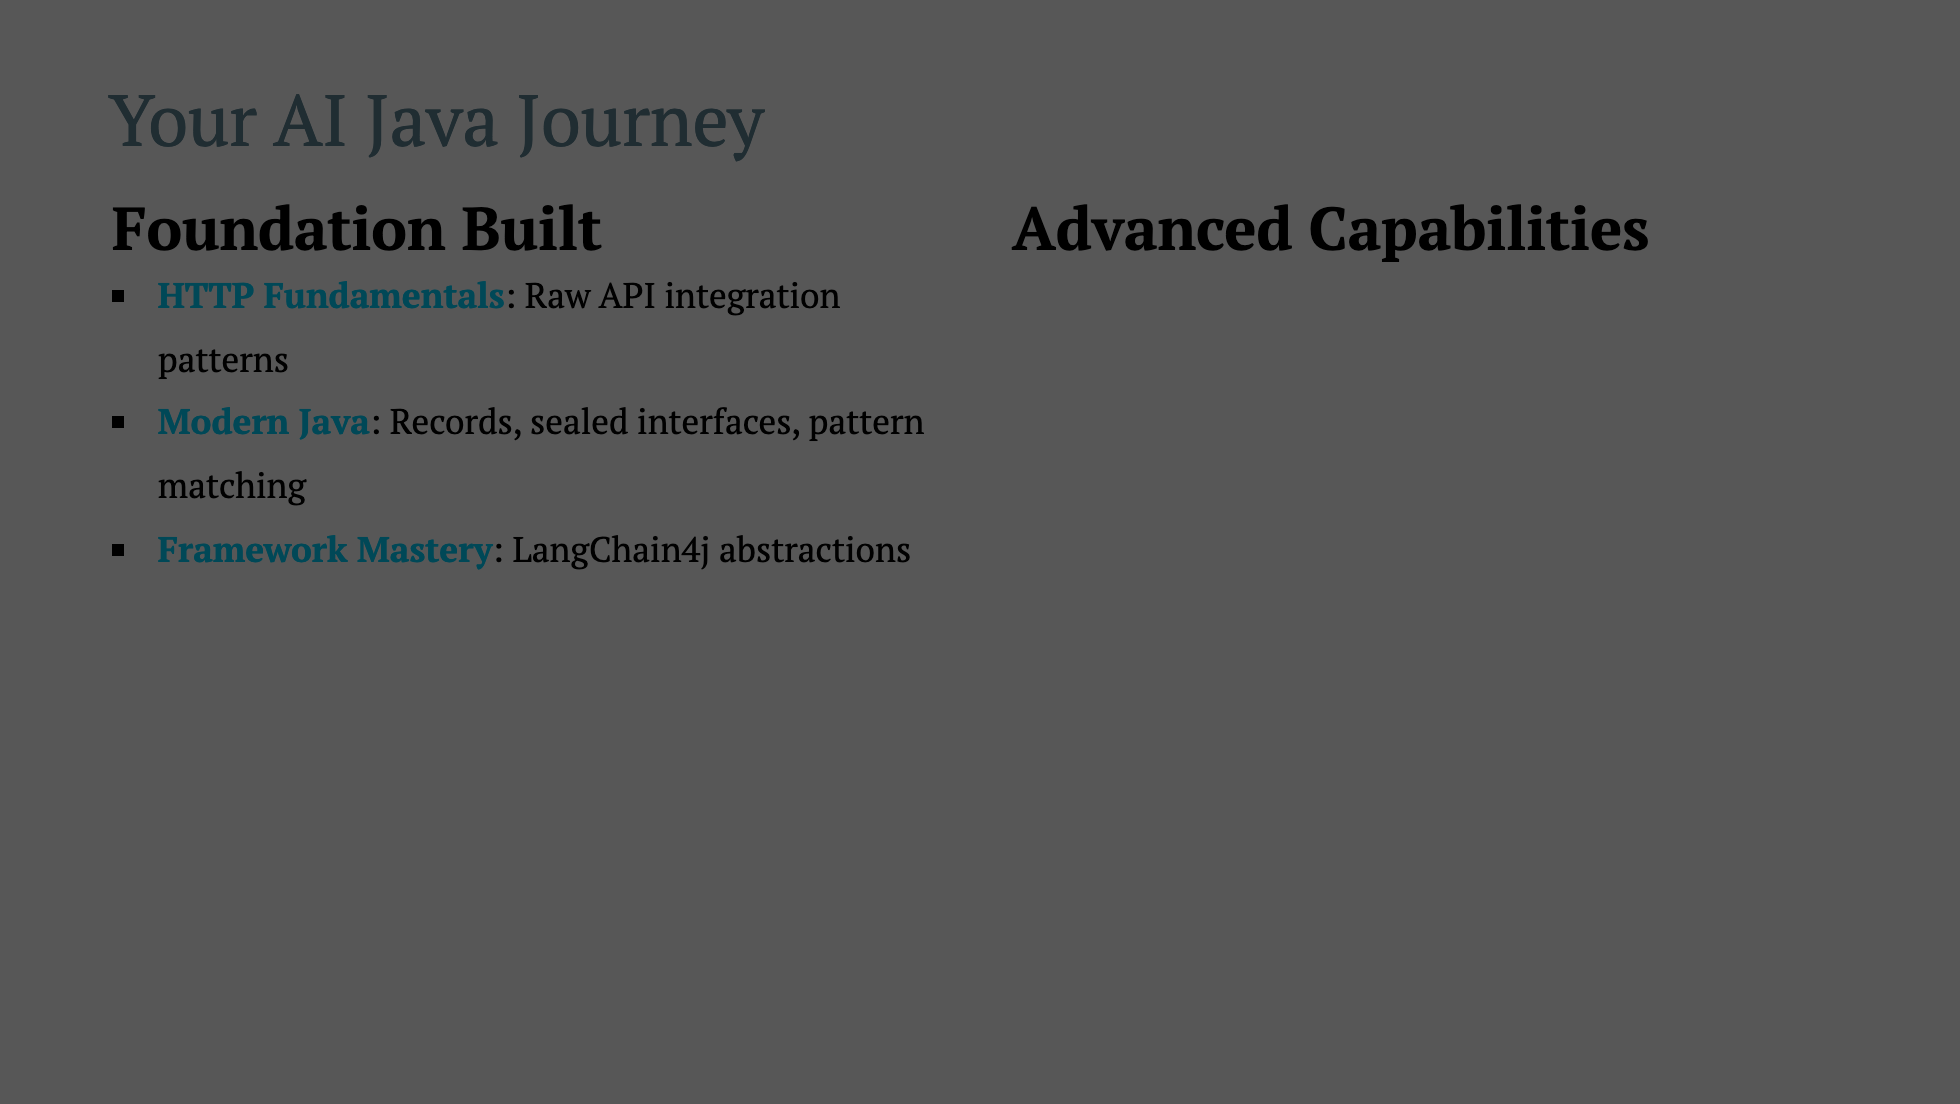 Your AI Java Journey
Foundation Built
HTTP Fundamentals: Raw API integration
patterns
Modern Java: Records, sealed interfaces, pattern
matching
Framework Mastery: LangChain4j abstractions
Advanced Capabilities